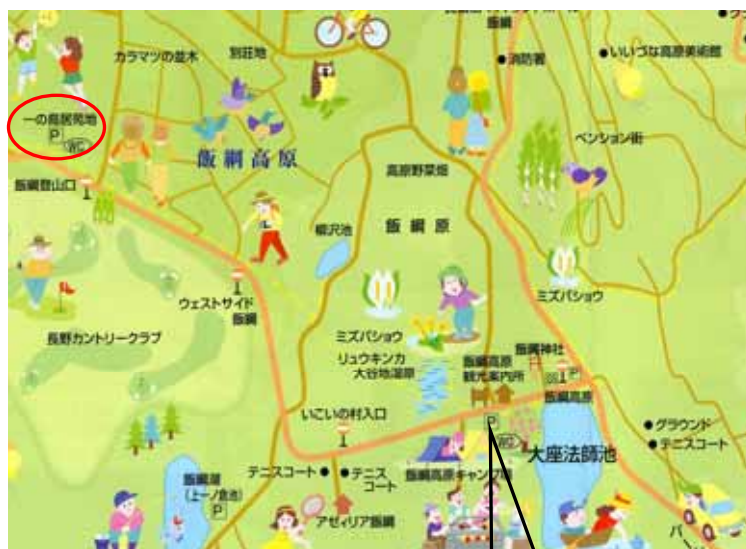 飯綱
カラマツの並木
別荘地
消防署
いいづな高原美術館
一の鳥居苑地
P
WC
飯綱高原
ペンション街
高原野菜畑
飯綱登山口
柳沢池
飯綱原
ミズバショウ
ウェストサイド
飯綱
長野カントリークラブ
ミズバショウ
リュウキンカ
大谷地湿原
飯綱高原
観光案内所
飯綱神社
P
飯綱高原
いこいの村入口
P
WC
グラウンド
テニスコート
大座法師池
テニスコート
テニス
コート
飯綱高原キャンプ場
飯綱湖
(上一ノ倉池)
P
アゼィリア飯綱